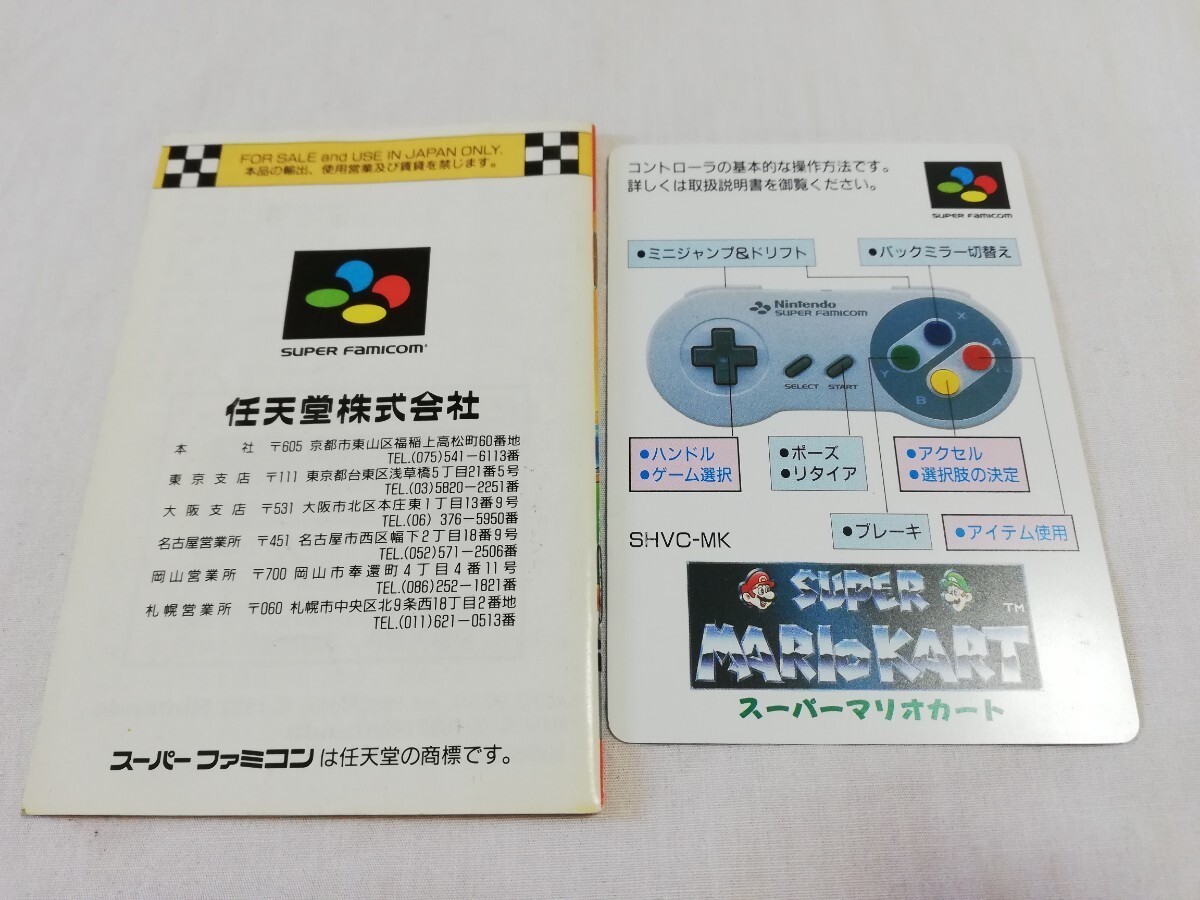 FOR SALE and USE IN JAPAN ONLY.
本品の輸出、使用営業及び賃貸を禁じます。
SUPER FAMICOM
任天堂株式会社
本社 〒605 京都市東山区福稲上高松町60番地
TEL.(075)541-6113番
東京支店 〒111 東京都台東区浅草橋5丁目21番5号
TEL.(03)5820-2251番
大阪支店 〒531 大阪市北区本庄東1丁目13番9号
TEL.(06) 376-5950番
名古屋営業所 〒451 名古屋市西区幅下2丁目18番9号
TEL.(052)571-2506番
岡山営業所 〒700 岡山市奉還町4丁目4番11号
TEL.(086)252-1821番
札幌営業所 〒060 札幌市中央区北9条西18丁目2番地
TEL.(011)621-0513番
スーパーファミコンは任天堂の商標です。
コントローラの基本的な操作方法です。
詳しくは取扱説明書を御覧ください。
SUPER FAMICOM
●ミニジャンプ&ドリフト
●バックミラー切替え
Nintendo
SUPER FAMICOM
X
A
Y
B
SELECT
START
●ハンドル
●ゲーム選択
●ポーズ
●リタイア
●アクセル
●選択肢の決定
●ブレーキ
●アイテム使用
SHVC-MK
SUPER
MARIO KART
TM
スーパーマリオカート